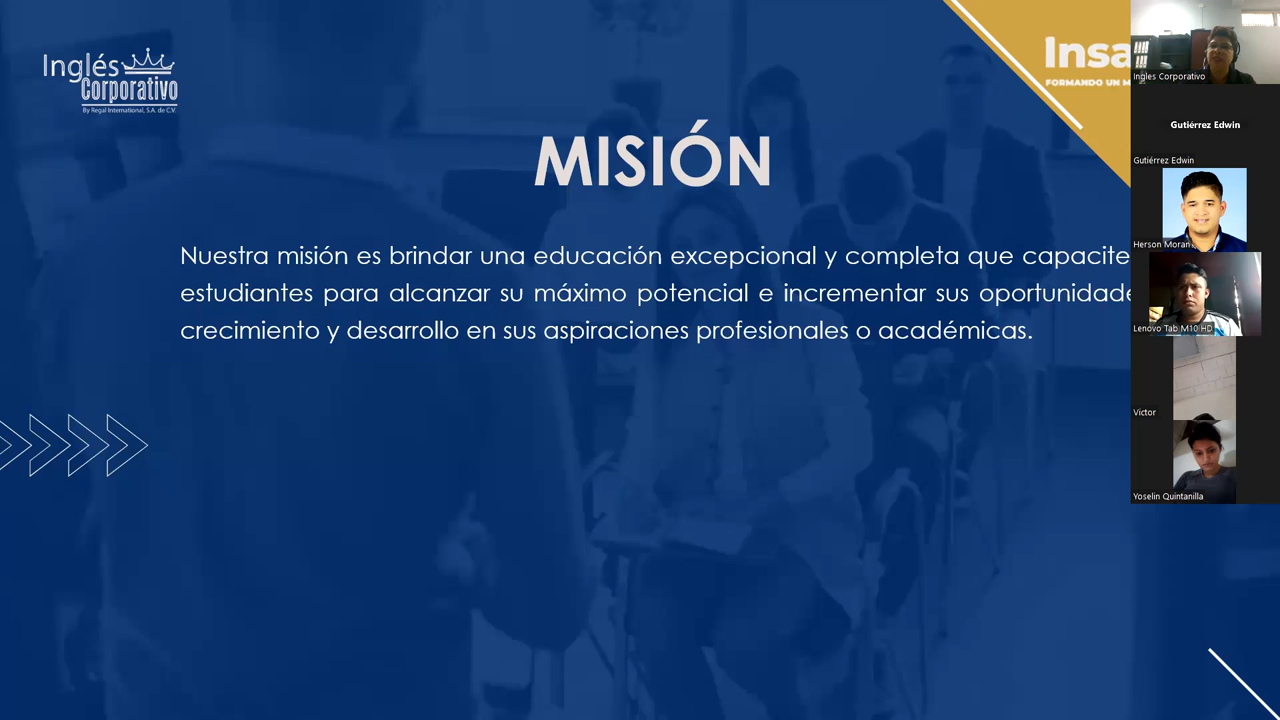 Inglés
Corporativo
By Regal International, S.A. de C.V.
Insa
FORMANDO UN M
MISIÓN
Nuestra misión es brindar una educación excepcional y completa que capacite
estudiantes para alcanzar su máximo potencial e incrementar sus oportunidade
crecimiento y desarrollo en sus aspiraciones profesionales o académicas.
Ingles Corporativo
Gutiérrez Edwin
Gutiérrez Edwin
Herson Moran
Lenovo Tab M10 HD
Víctor
Yoselin Quintanilla